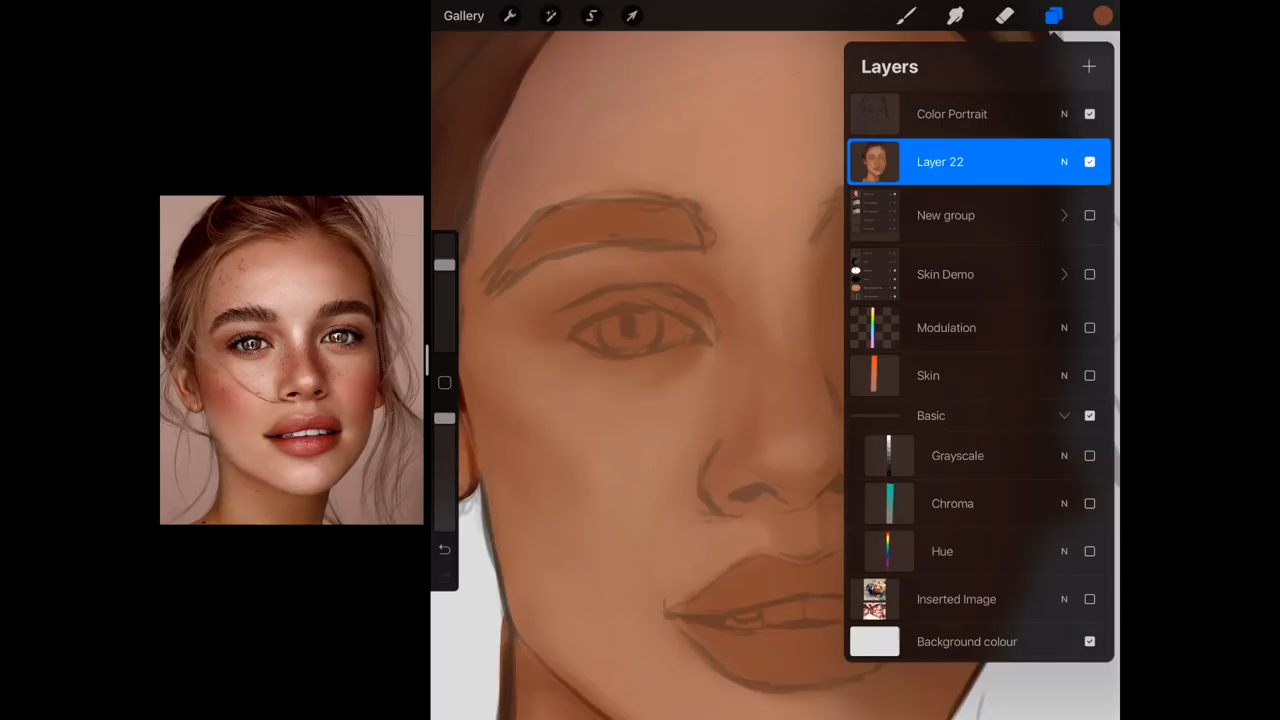 Gallery
Layers
Color Portrait N
Layer 22 N
New group
Skin Demo
Modulation N
Skin N
Basic
Grayscale N
Chroma N
Hue N
Inserted Image N
Background colour